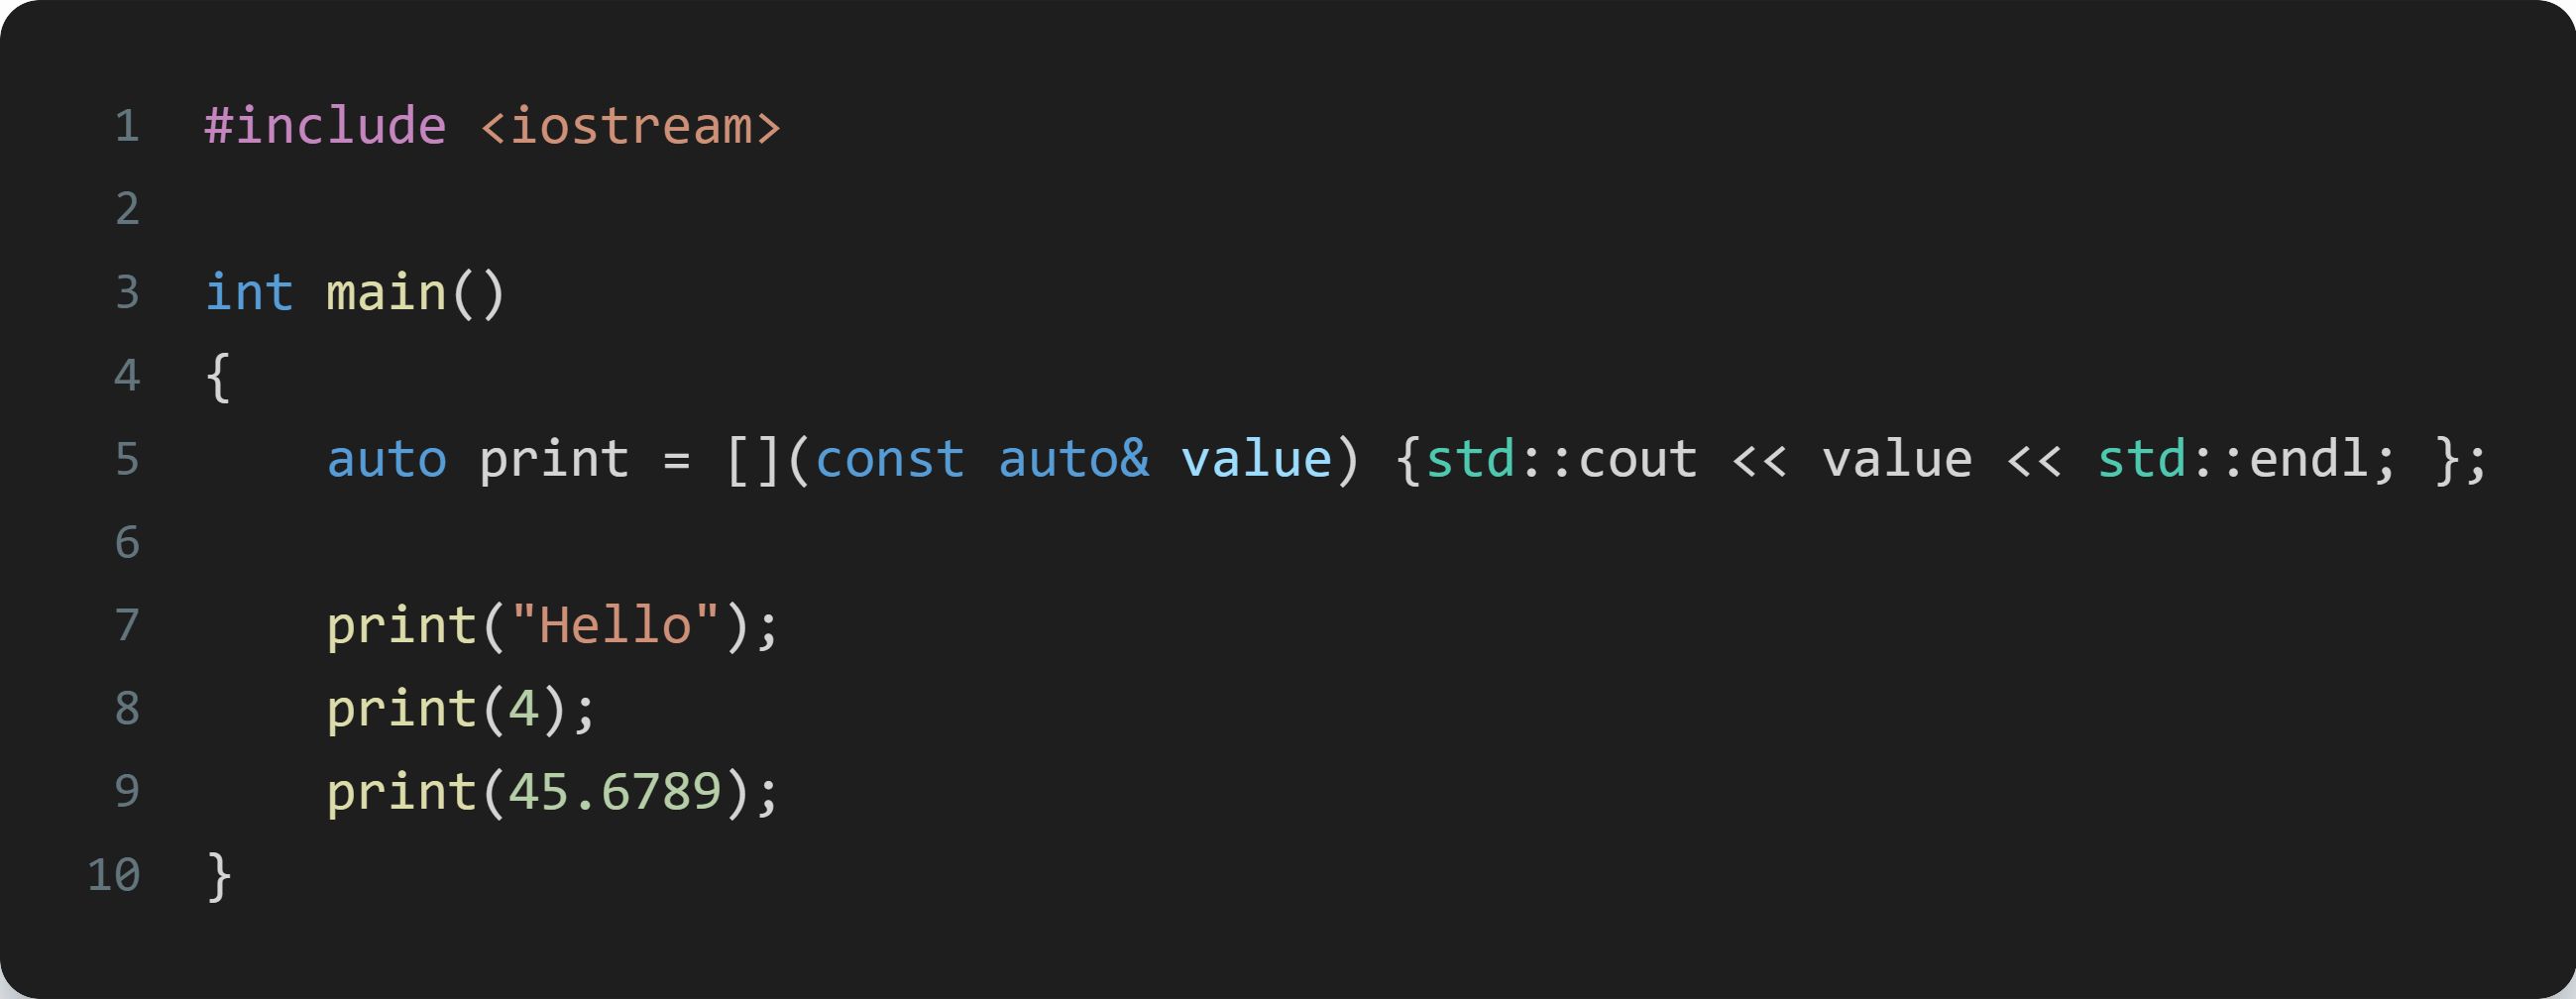 1 #include <iostream>
2
3 int main()
4 {
5     auto print = [](const auto& value) {std::cout << value << std::endl; };
6
7     print("Hello");
8     print(4);
9     print(45.6789);
10 }